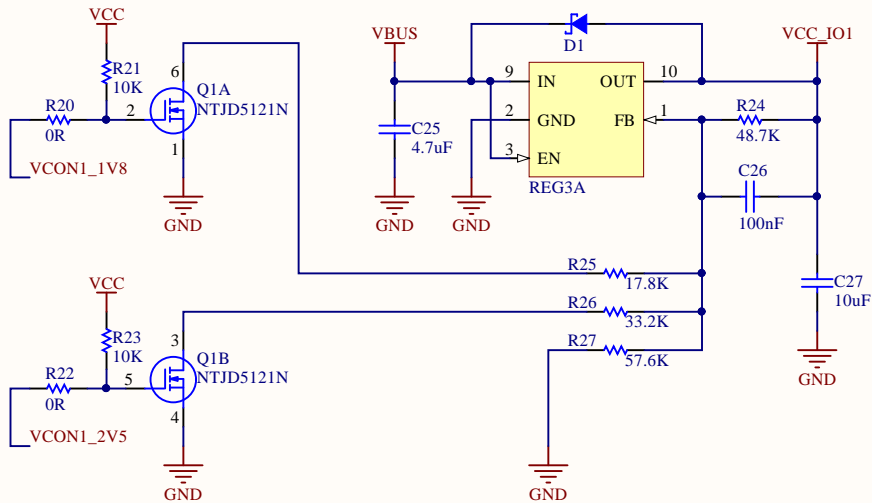 VCC
R21
10K
6
Q1A
NTJD5121N
R20
0R
2
1
VCON1_1V8
GND
VBUS
C25
4.7uF
GND
GND
D1
9
IN
OUT
10
2
GND
FB
1
3
EN
REG3A
VCC_IO1
R24
48.7K
C26
100nF
C27
10uF
GND
R25
17.8K
R26
33.2K
R27
57.6K
GND
VCC
R23
10K
3
Q1B
NTJD5121N
R22
0R
5
4
VCON1_2V5
GND